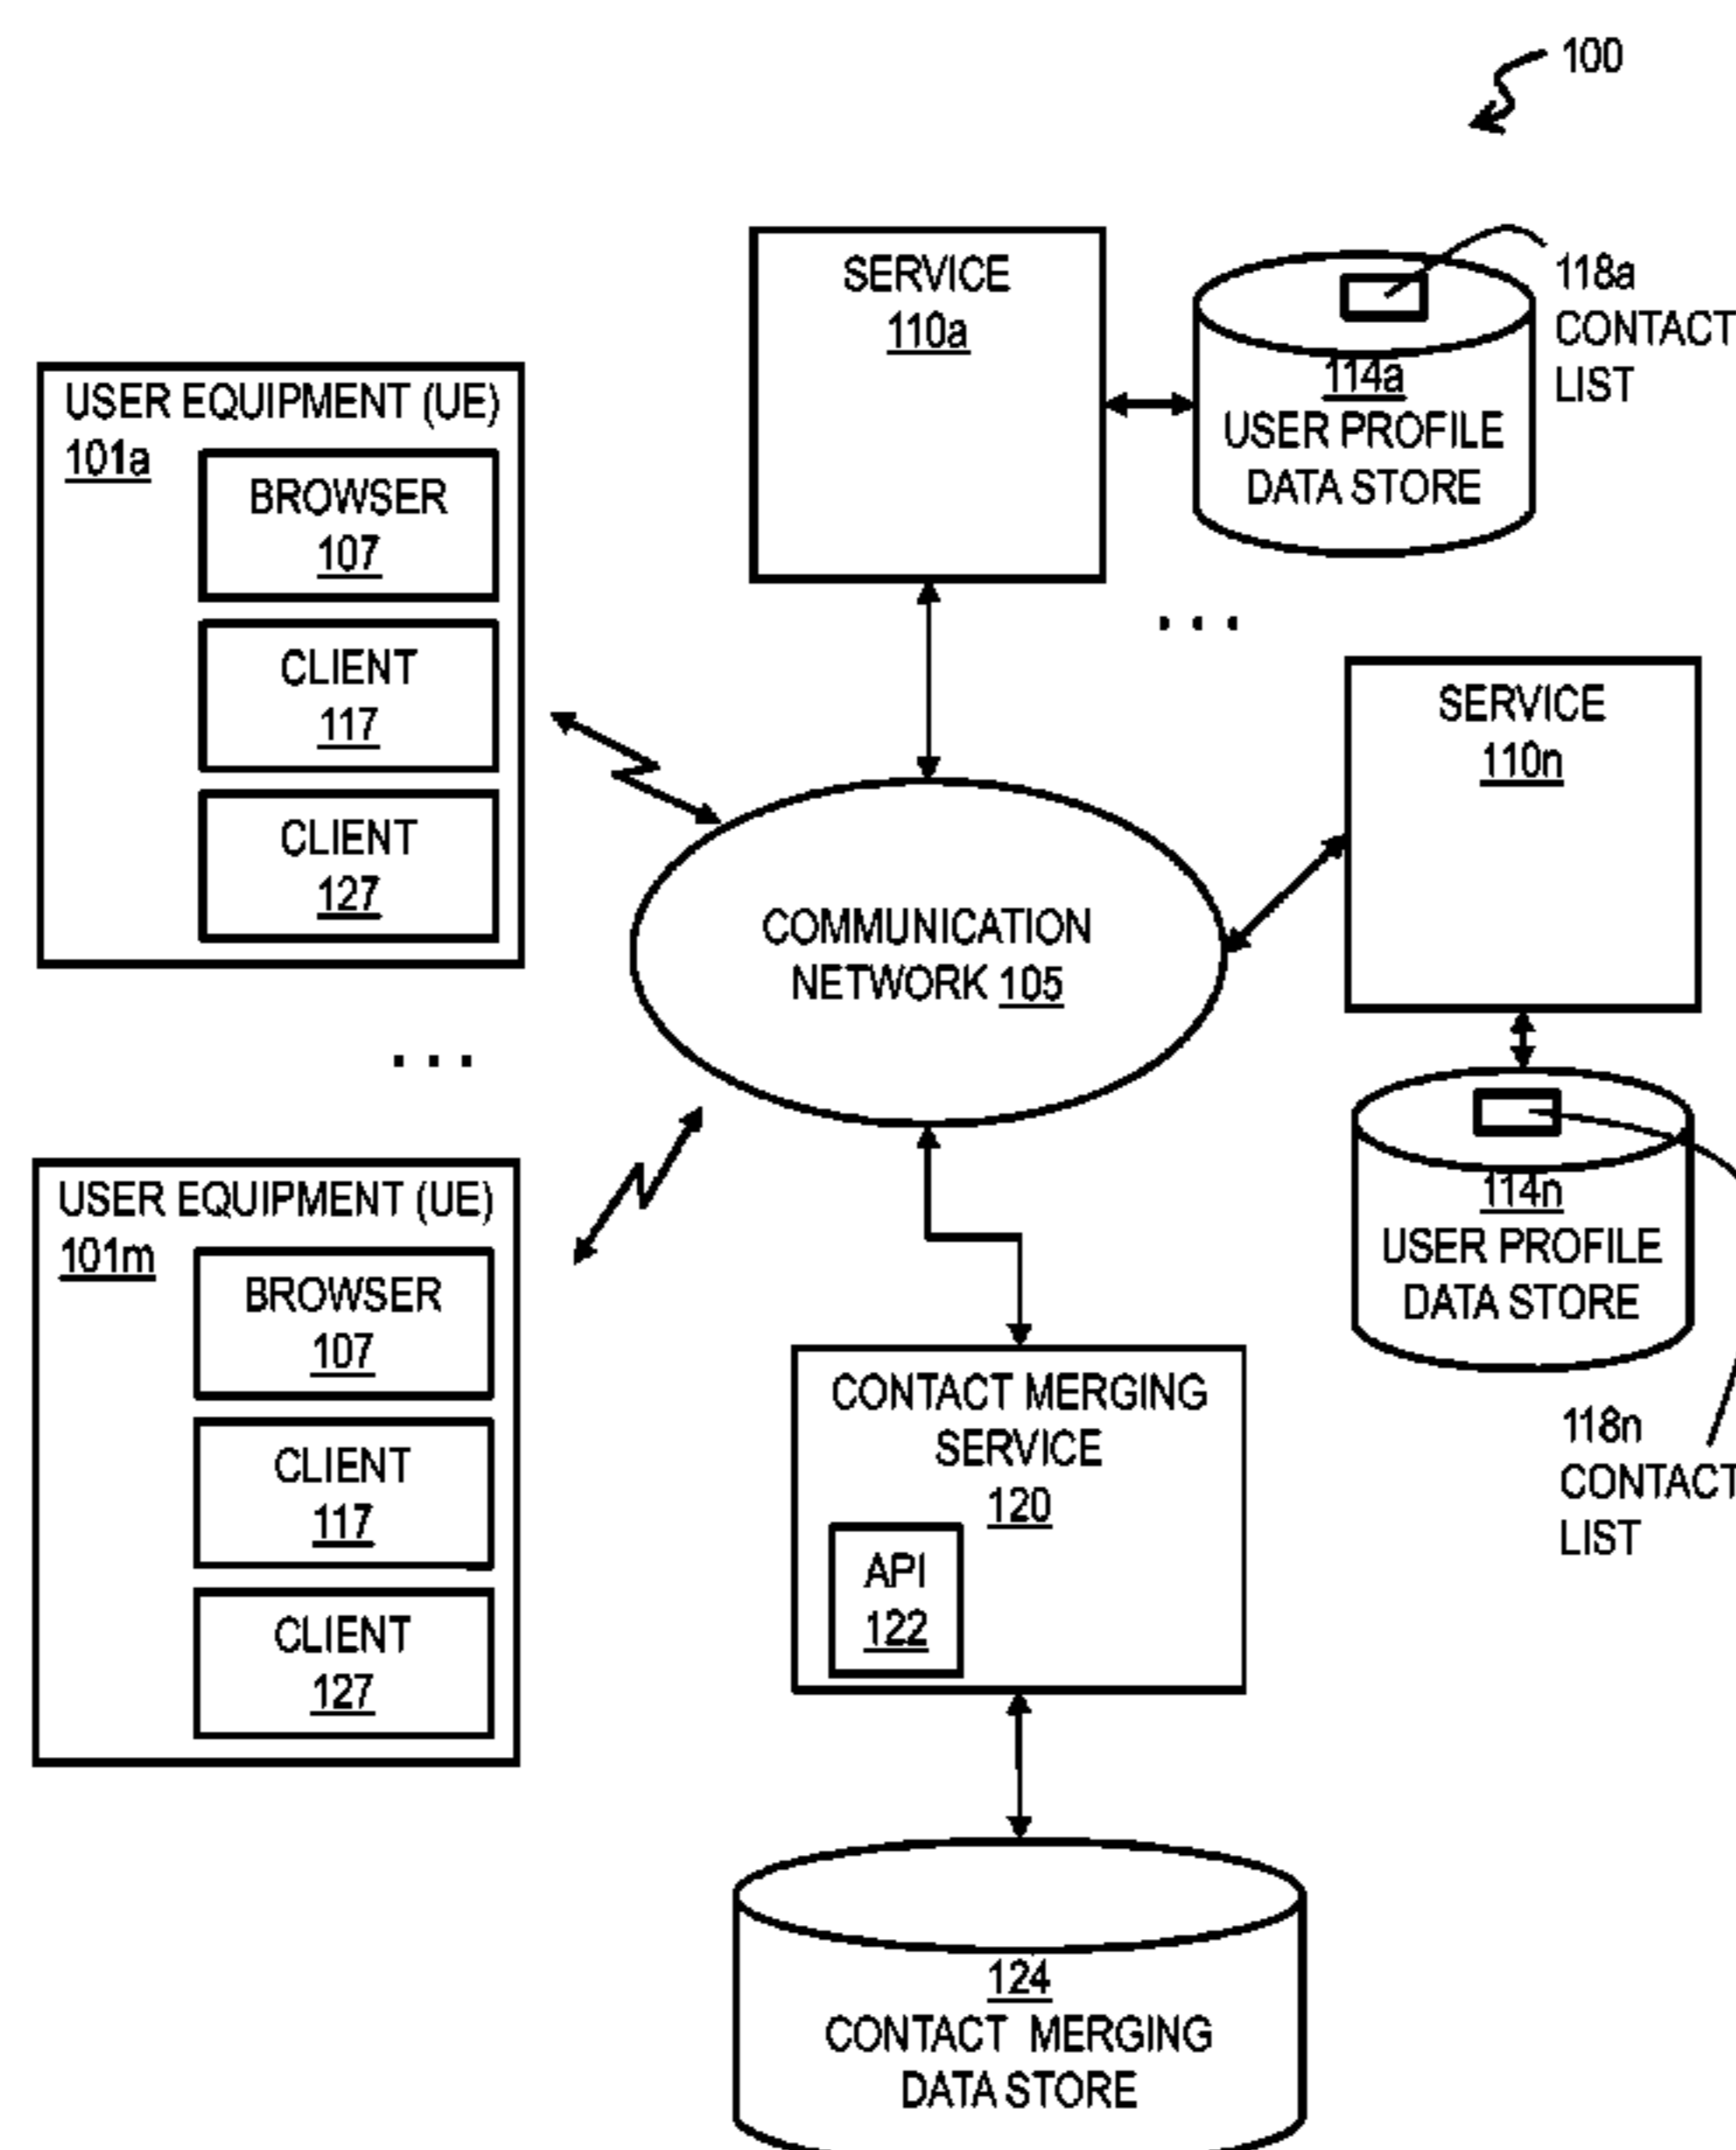 100
SERVICE
110a
118a
CONTACT
LIST
114a
USER PROFILE
DATA STORE
USER EQUIPMENT (UE)
101a
BROWSER
107
CLIENT
117
CLIENT
127
. . .
SERVICE
110n
COMMUNICATION
NETWORK 105
. . .
114n
USER PROFILE
DATA STORE
118n
CONTACT
LIST
USER EQUIPMENT (UE)
101m
BROWSER
107
CLIENT
117
CLIENT
127
CONTACT MERGING
SERVICE
120
API
122
124
CONTACT MERGING
DATA STORE